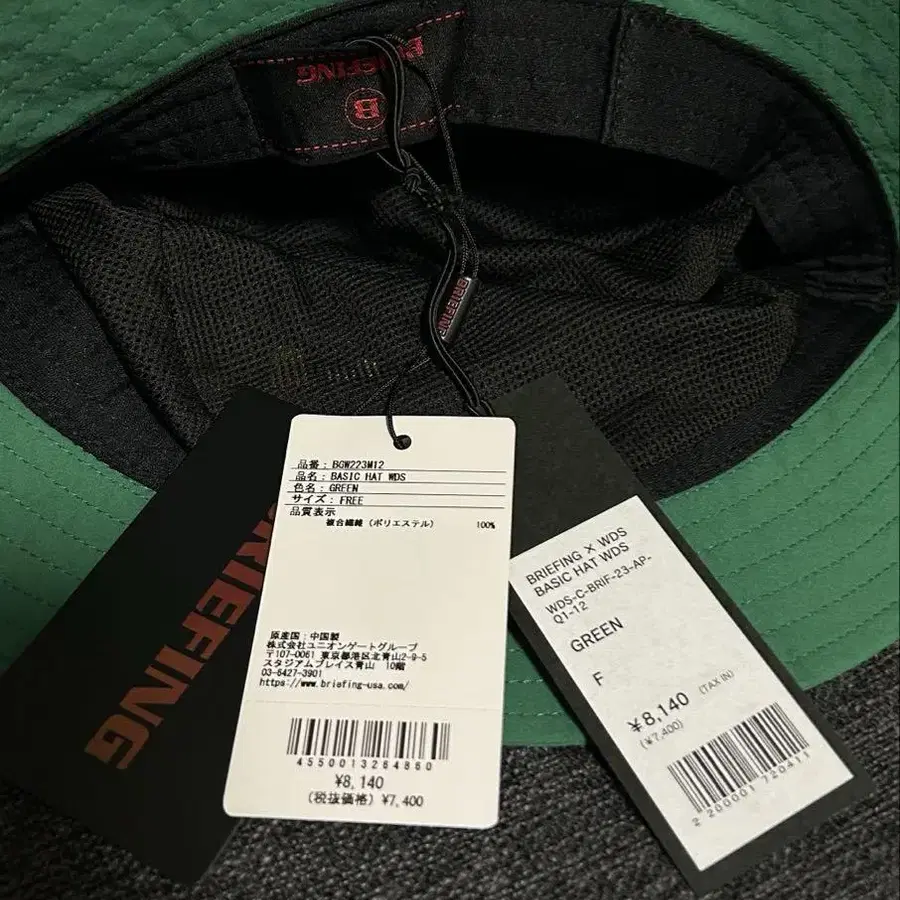 BRIEFING
B
BRIEFING
BRIEFING
品番: BGW223M12
品名: BASIC HAT WDS
色名: GREEN
サイズ: FREE
品質表示
複合繊維（ポリエステル） 100%
原産国: 中国製
株式会社ユニオンゲートグループ
〒107-0061 東京都港区北青山2-9-5
スタジアムプレイス青山 10階
03-6427-3901
https://www.briefing-usa.com/
4550013264860
¥8,140
(税抜価格) ¥7,400
BRIEFING × WDS
BASIC HAT WDS
WDS-C-BRIF-23-AP-
Q1-12
GREEN
F
¥8,140 (TAX IN)
(¥7,400)
2 200001 720411